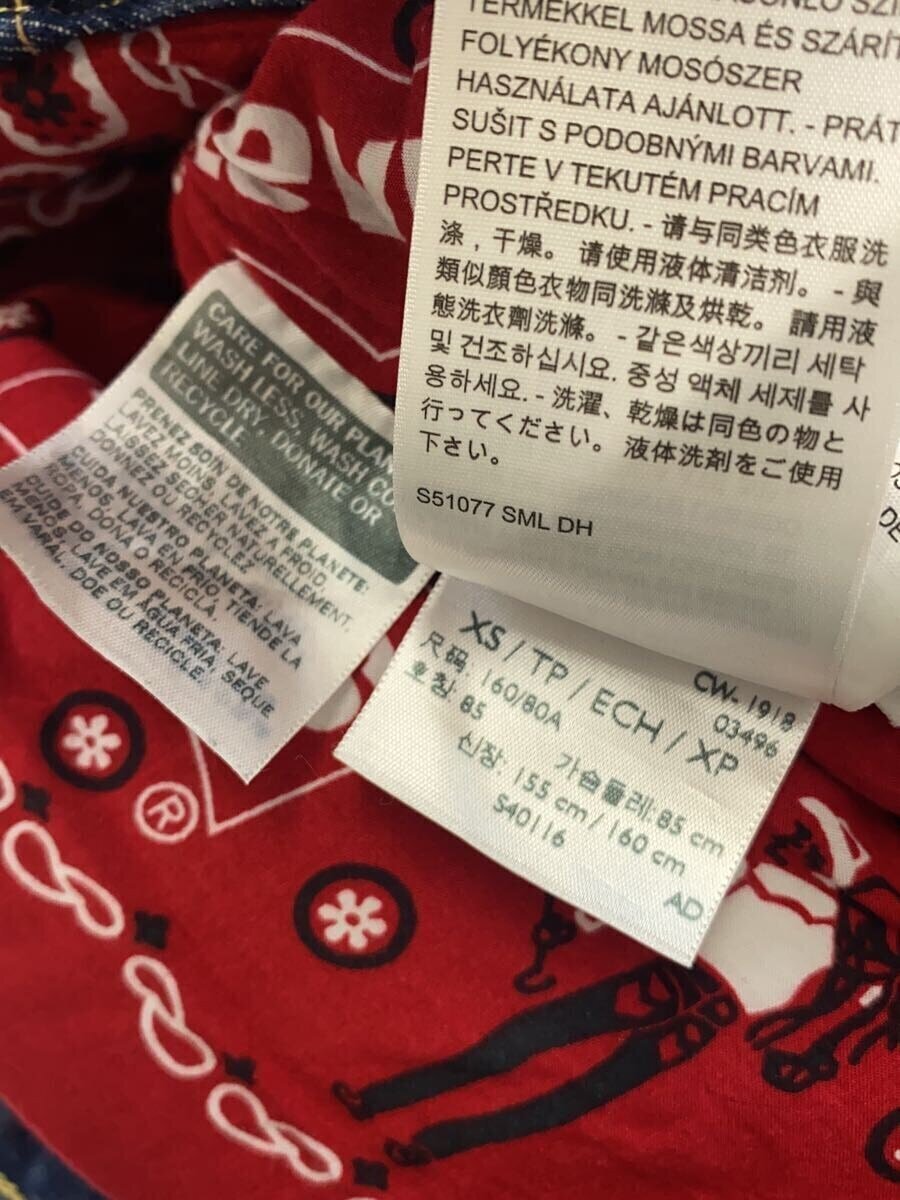 TERMÉKKEL MOSSA ÉS SZÁRÍT
FOLYÉKONY MOSÓSZER
HASZNÁLATA AJÁNLOTT. - PRÁT
SUŠIT S PODOBNÝMI BARVAMI.
PERTE V TEKUTÉM PRACÍM
PROSTŘEDKU. - 请与同类色衣服洗
涤，干燥。请使用液体清洁剂。 - 與
類似顏色衣物同洗滌及烘乾。請用液
態洗衣劑洗滌。 - 같은색상끼리 세탁
및 건조하십시요. 중성 액체 세제를 사
용하세요. - 洗濯、乾燥は同色の物と
行ってください。液体洗剤をご使用
下さい。
S51077 SML DH
CARE FOR OUR PLAN
WASH LESS, WASH CO
LINE DRY, DONATE OR
RECYCLE
PRENEZ SOIN DE NOTRE PLANÈTE:
LAVEZ MOINS, LAVEZ À FROID,
LAISSEZ SÉCHER NATURELLEMENT,
DONNEZ OU RECYCLEZ
CUIDA NUESTRO PLANETA: LAVA
MENOS, LAVA EN FRÍO, TIENDE LA
ROPA, DONA O RECICLA.
CUIDE DO NOSSO PLANETA. LAVE
MENOS, LAVE EM ÁGUA FRIA, SEQUE
EM VARAL, DOE OU RECICLE.
XS / TP / ECH / XP
尺码: 160/80A
호칭: 85
CW- 1918
03496
가슴둘레: 85 cm
신장: 155 cm / 160 cm
S40116
AD
Lev
®
DE